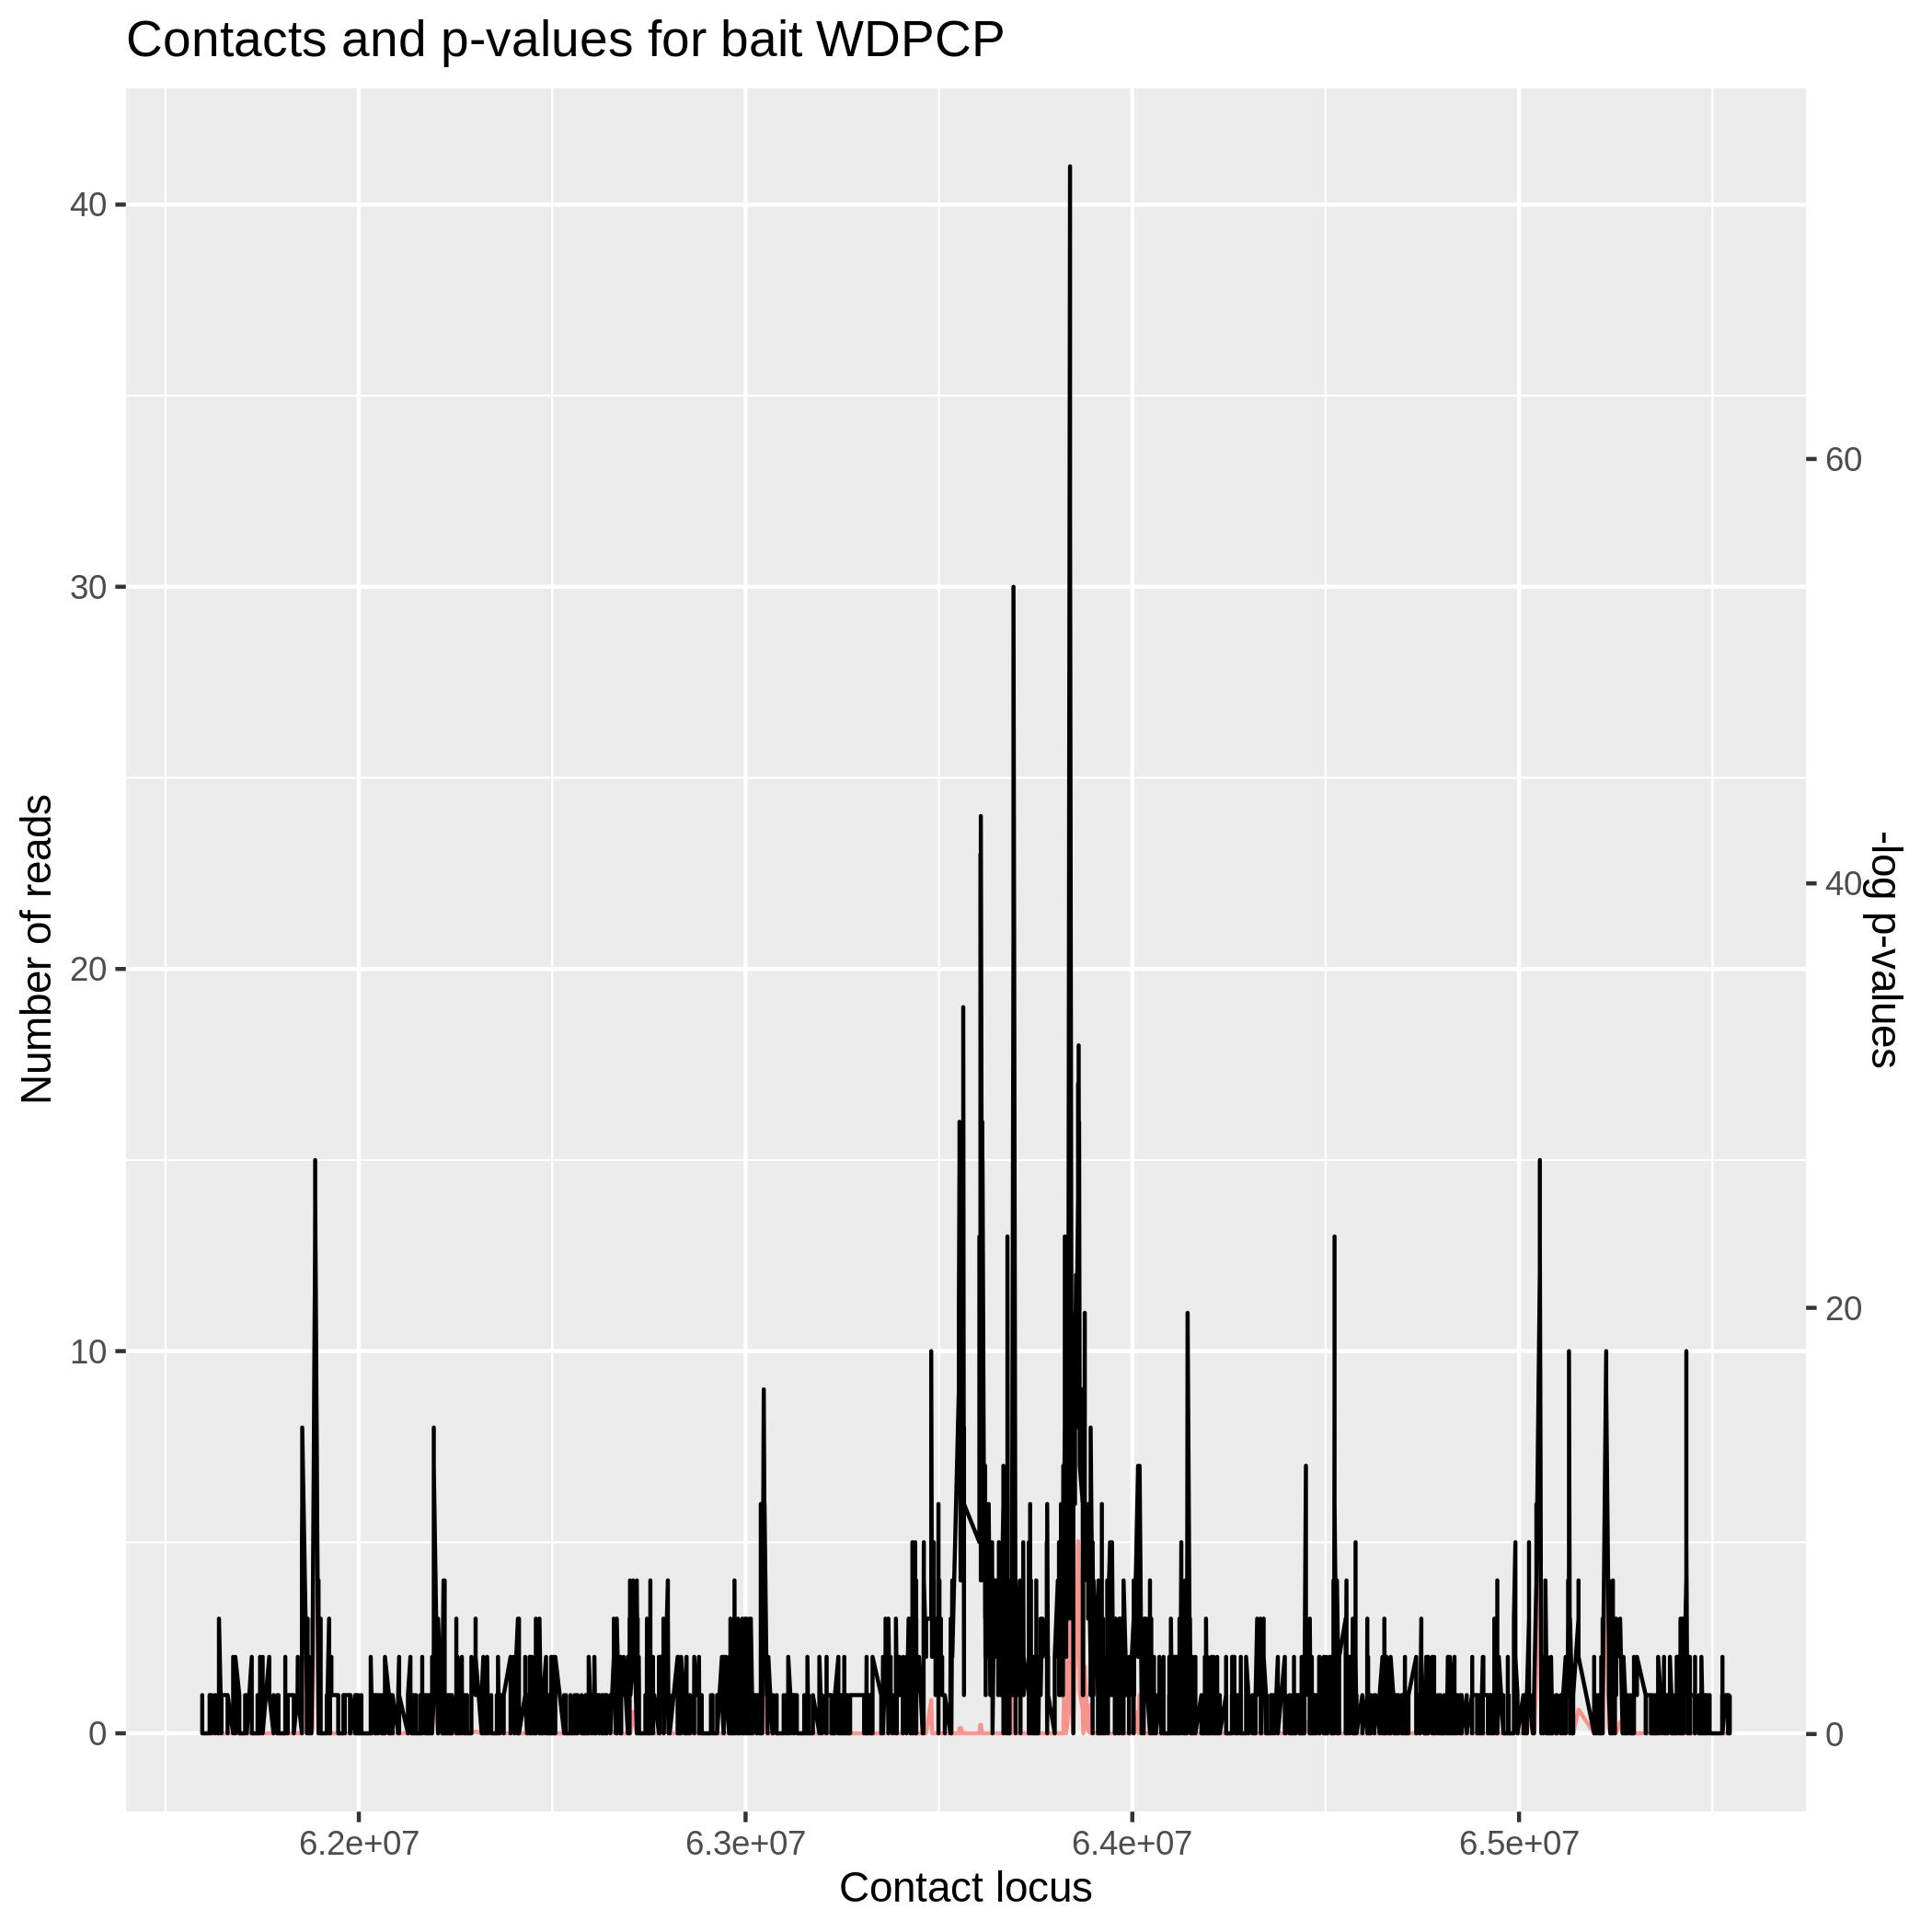 Contacts and p-values for bait WDPCP
40
30
20
10
0
Number of reads
60
40
20
0
-log p-values
6.2e+07
6.3e+07
6.4e+07
6.5e+07
Contact locus